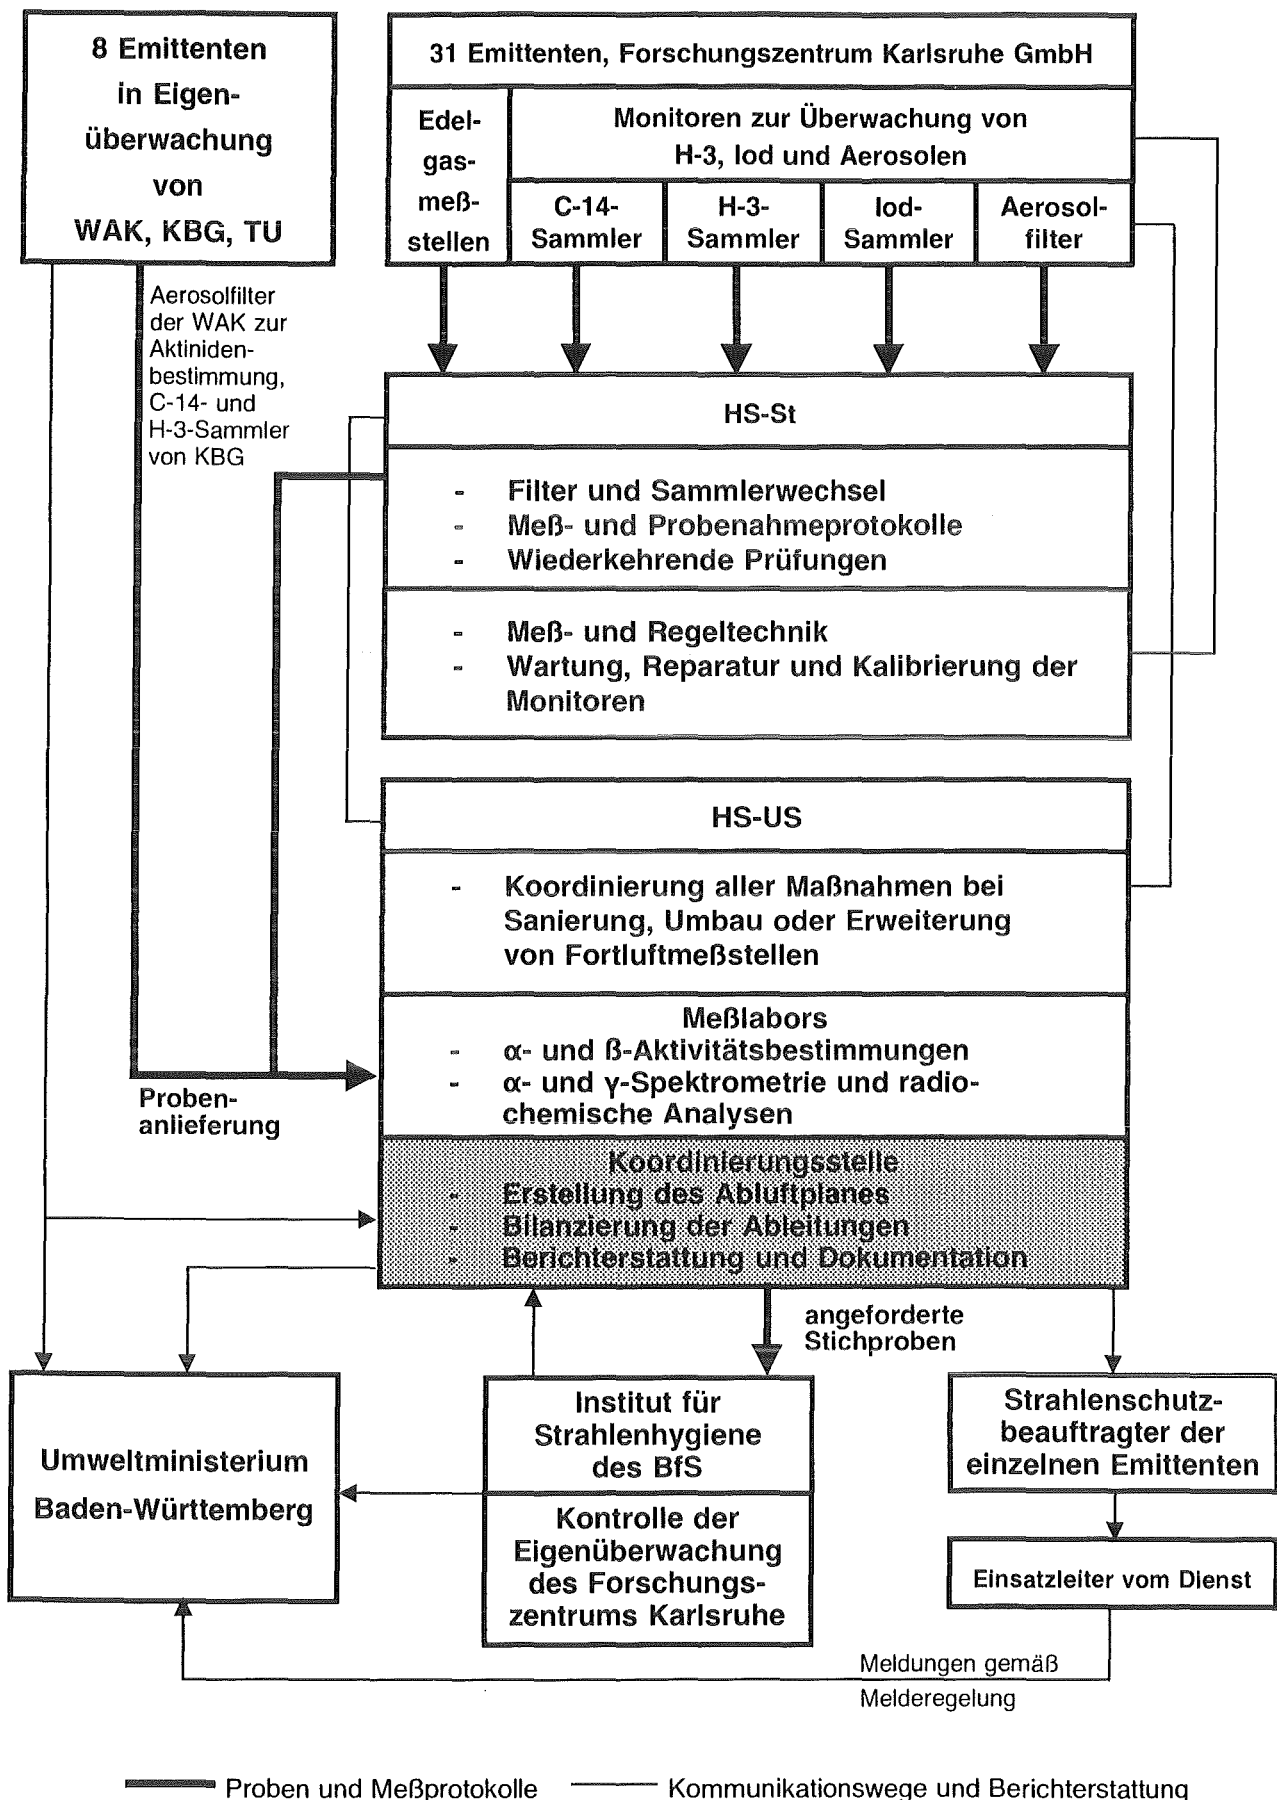 8 Emittenten
in Eigen-
überwachung
von
WAK, KBG, TU
31 Emittenten, Forschungszentrum Karlsruhe GmbH
Edel-
gas-
meß-
stellen
Monitoren zur Überwachung von
H-3, Iod und Aerosolen
C-14-
Sammler
H-3-
Sammler
Iod-
Sammler
Aerosol-
filter
Aerosolfilter
der WAK zur
Aktiniden-
bestimmung,
C-14- und
H-3-Sammler
von KBG
HS-St
- Filter und Sammlerwechsel
- Meß- und Probenahmeprotokolle
- Wiederkehrende Prüfungen
- Meß- und Regeltechnik
- Wartung, Reparatur und Kalibrierung der
Monitoren
HS-US
- Koordinierung aller Maßnahmen bei
Sanierung, Umbau oder Erweiterung
von Fortluftmeßstellen
Meßlabors
- α- und ß-Aktivitätsbestimmungen
- α- und γ-Spektrometrie und radio-
chemische Analysen
Proben-
anlieferung
Koordinierungsstelle
- Erstellung des Abluftplanes
- Bilanzierung der Ableitungen
- Berichterstattung und Dokumentation
angeforderte
Stichproben
Umweltministerium
Baden-Württemberg
Institut für
Strahlenhygiene
des BfS
Kontrolle der
Eigenüberwachung
des Forschungs-
zentrums Karlsruhe
Strahlenschutz-
beauftragter der
einzelnen Emittenten
Einsatzleiter vom Dienst
Meldungen gemäß
Melderegelung
Proben und Meßprotokolle
Kommunikationswege und Berichterstattung